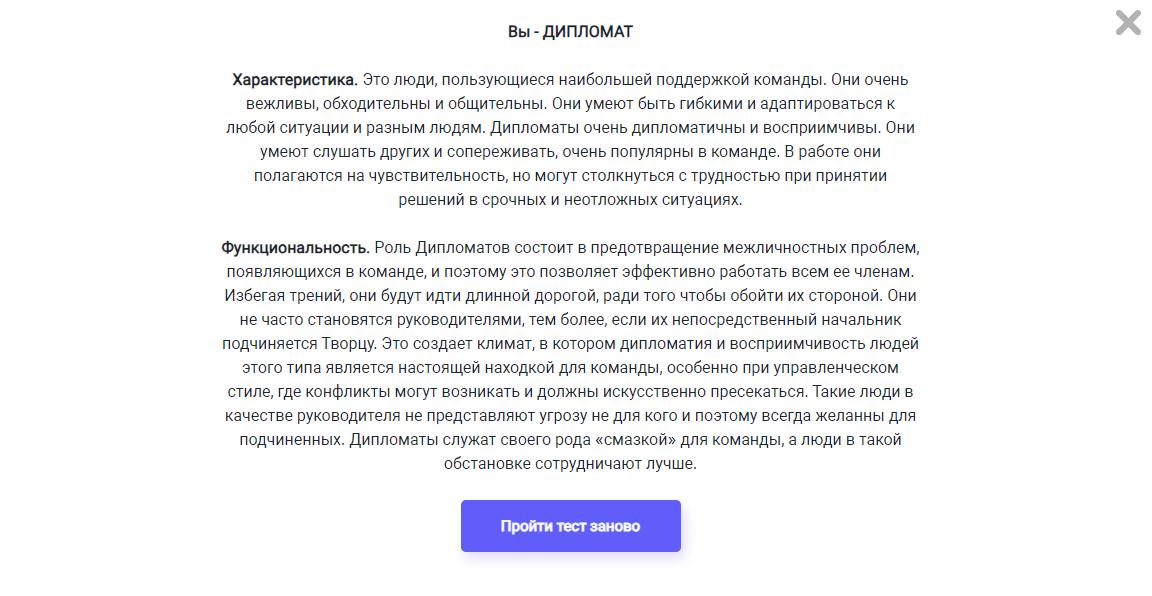 Вы - ДИПЛОМАТ
Характеристика. Это люди, пользующиеся наибольшей поддержкой команды. Они очень
вежливы, обходительны и общительны. Они умеют быть гибкими и адаптироваться к
любой ситуации и разным людям. Дипломаты очень дипломатичны и восприимчивы. Они
умеют слушать других и сопереживать, очень популярны в команде. В работе они
полагаются на чувствительность, но могут столкнуться с трудностью при принятии
решений в срочных и неотложных ситуациях.
Функциональность. Роль Дипломатов состоит в предотвращение межличностных проблем,
появляющихся в команде, и поэтому это позволяет эффективно работать всем ее членам.
Избегая трений, они будут идти длинной дорогой, ради того чтобы обойти их стороной. Они
не часто становятся руководителями, тем более, если их непосредственный начальник
подчиняется Творцу. Это создает климат, в котором дипломатия и восприимчивость людей
этого типа является настоящей находкой для команды, особенно при управленческом
стиле, где конфликты могут возникать и должны искусственно пресекаться. Такие люди в
качестве руководителя не представляют угрозу не для кого и поэтому всегда желанны для
подчиненных. Дипломаты служат своего рода «смазкой» для команды, а люди в такой
обстановке сотрудничают лучше.
Пройти тест заново